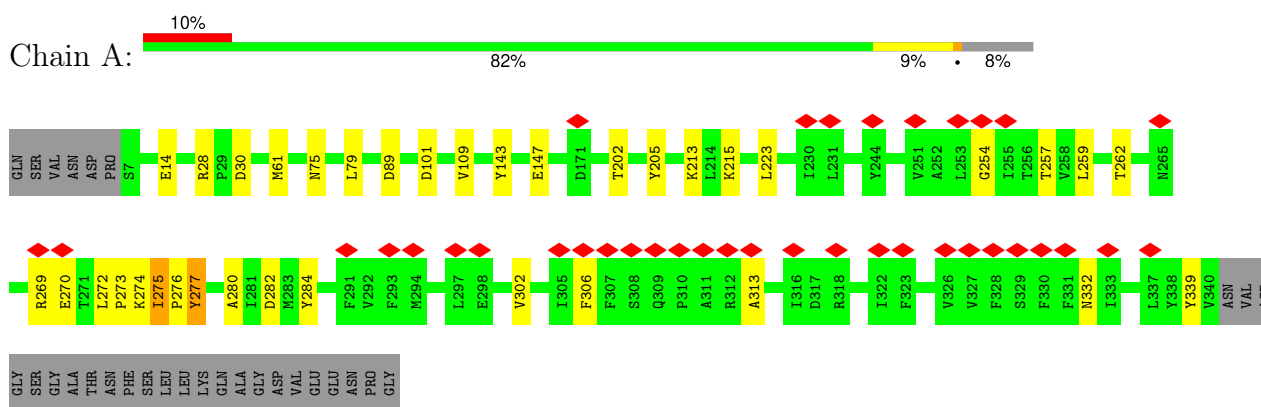 10%
Chain A:
82% 9% • 8%
GLN SER VAL ASN ASP PRO S7 E14 R28 P29 D30 M61 N75 L79 D89 D101 V109 Y143 E147 D171 T202 Y205 K213 L214 K215 L223 I230 L231 Y244 V251 A252 L253 G254 I255 T256 T257 V258 L259 T262 N265
R269 E270 T271 L272 P273 K274 I275 P276 Y277 A280 I281 D282 M283 Y284 F291 V292 F293 M294 L297 E298 V302 I305 F306 F307 S308 Q309 P310 A311 R312 A313 I316 D317 R318 I322 F323 V326 V327 F328 S329 F330 F331 N332 I333 L337 Y338 Y339 V340 ASN VAL
GLY SER GLY ALA THR ASN PHE SER LEU LEU LYS GLN ALA GLY ASP VAL GLU GLU ASN PRO GLY